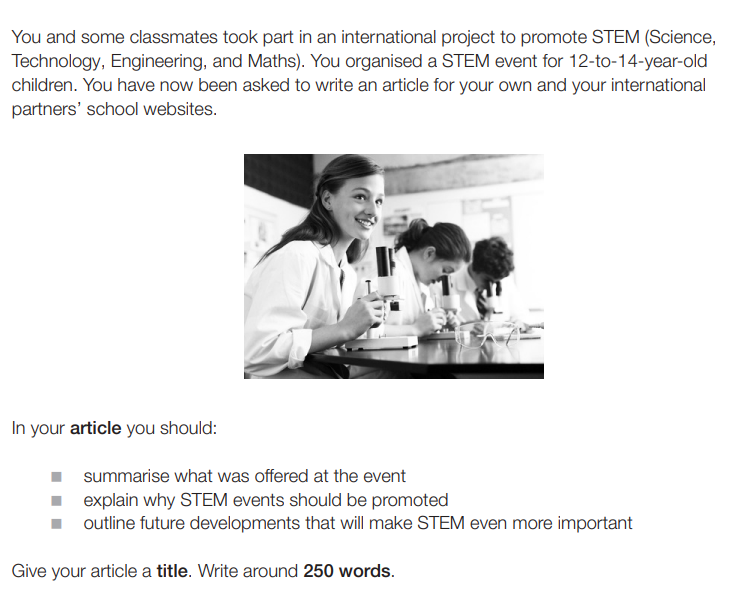 You and some classmates took part in an international project to promote STEM (Science,
Technology, Engineering, and Maths). You organised a STEM event for 12-to-14-year-old
children. You have now been asked to write an article for your own and your international
partners’ school websites.
In your article you should:
■ summarise what was offered at the event
■ explain why STEM events should be promoted
■ outline future developments that will make STEM even more important
Give your article a title. Write around 250 words.